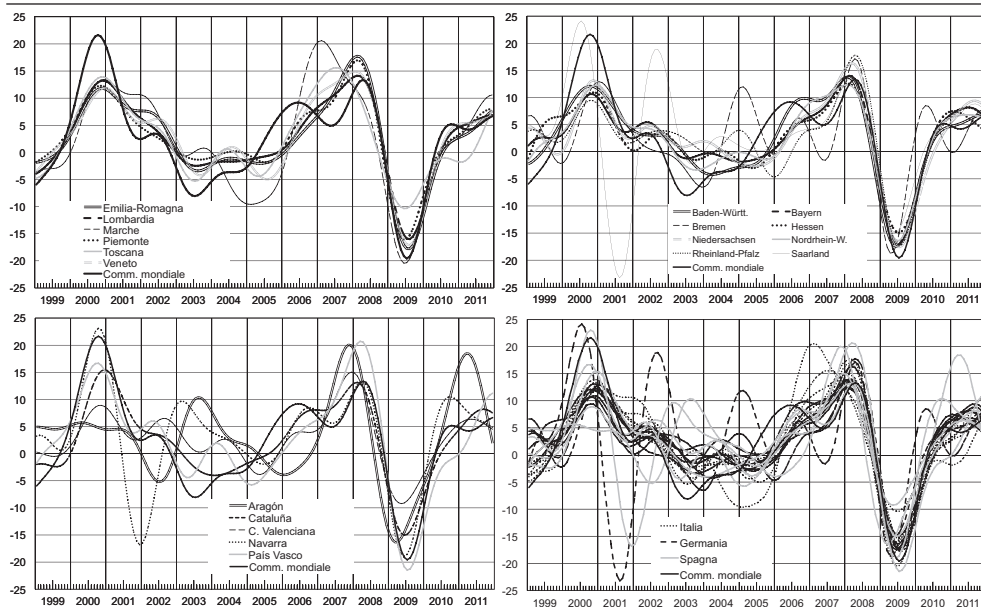 25
20
15
10
5
0
-5
-10
-15
-20
-25
Emilia-Romagna
Lombardia
Marche
Piemonte
Toscana
Veneto
Comm. mondiale
1999 2000 2001 2002 2003 2004 2005 2006 2007 2008 2009 2010 2011
25
20
15
10
5
0
-5
-10
-15
-20
-25
Baden-Württ. Bayern
Bremen Hessen
Niedersachsen Nordrhein-W.
Rheinland-Pfalz Saarland
Comm. mondiale
1999 2000 2001 2002 2003 2004 2005 2006 2007 2008 2009 2010 2011
25
20
15
10
5
0
-5
-10
-15
-20
-25
Aragón
Cataluña
C. Valenciana
Navarra
País Vasco
Comm. mondiale
1999 2000 2001 2002 2003 2004 2005 2006 2007 2008 2009 2010 2011
25
20
15
10
5
0
-5
-10
-15
-20
-25
Italia
Germania
Spagna
Comm. mondiale
1999 2000 2001 2002 2003 2004 2005 2006 2007 2008 2009 2010 2011